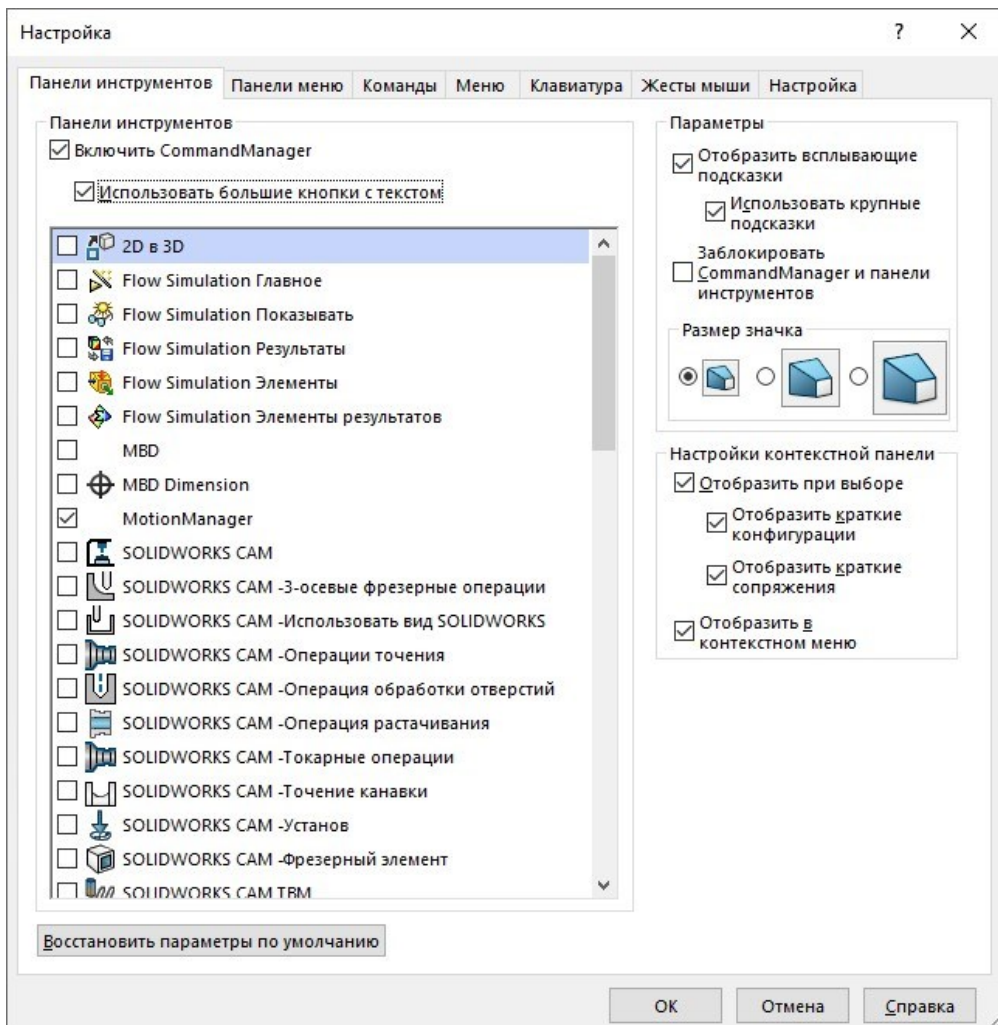 Настройка
?
Панели инструментов Панели меню Команды Меню Клавиатура Жесты мыши Настройка
Панели инструментов
Включить CommandManager
Использовать большие кнопки с текстом
2D в 3D
Flow Simulation Главное
Flow Simulation Показывать
Flow Simulation Результаты
Flow Simulation Элементы
Flow Simulation Элементы результатов
MBD
MBD Dimension
MotionManager
SOLIDWORKS CAM
SOLIDWORKS CAM -3-осевые фрезерные операции
SOLIDWORKS CAM -Использовать вид SOLIDWORKS
SOLIDWORKS CAM -Операции точения
SOLIDWORKS CAM -Операция обработки отверстий
SOLIDWORKS CAM -Операция растачивания
SOLIDWORKS CAM -Токарные операции
SOLIDWORKS CAM -Точение канавки
SOLIDWORKS CAM -Установ
SOLIDWORKS CAM -Фрезерный элемент
SOLIDWORKS CAM TBM
Параметры
Отобразить всплывающие
подсказки
Использовать крупные
подсказки
Заблокировать
CommandManager и панели
инструментов
Размер значка
Настройки контекстной панели
Отобразить при выборе
Отобразить краткие
конфигурации
Отобразить краткие
сопряжения
Отобразить в
контекстном меню
Восстановить параметры по умолчанию
ОК Отмена Справка